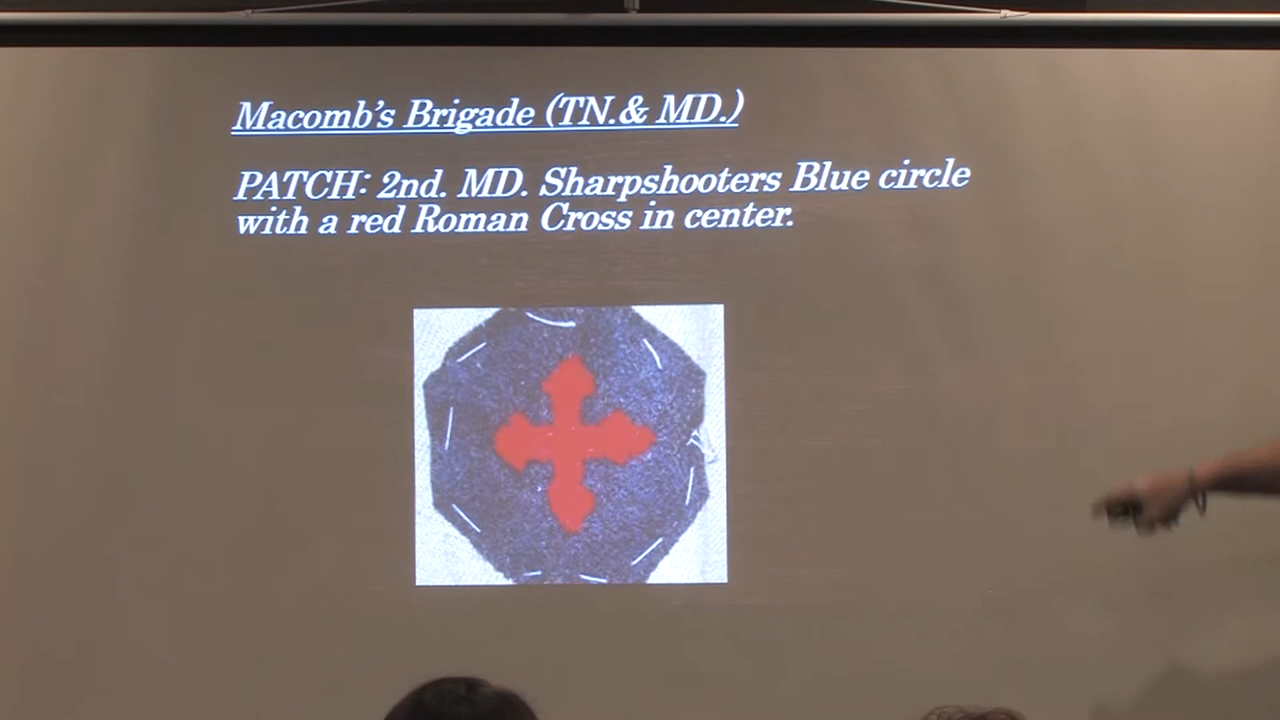 Macomb's Brigade (TN.& MD.)
PATCH: 2nd. MD. Sharpshooters Blue circle
with a red Roman Cross in center.